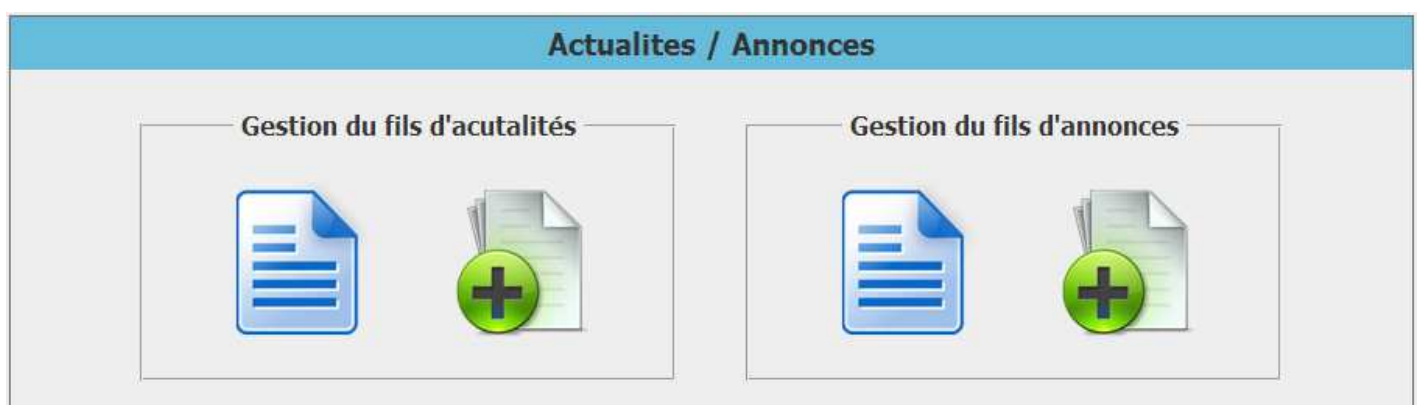 Actualites / Annonces
Gestion du fils d'acutalités
Gestion du fils d'annonces